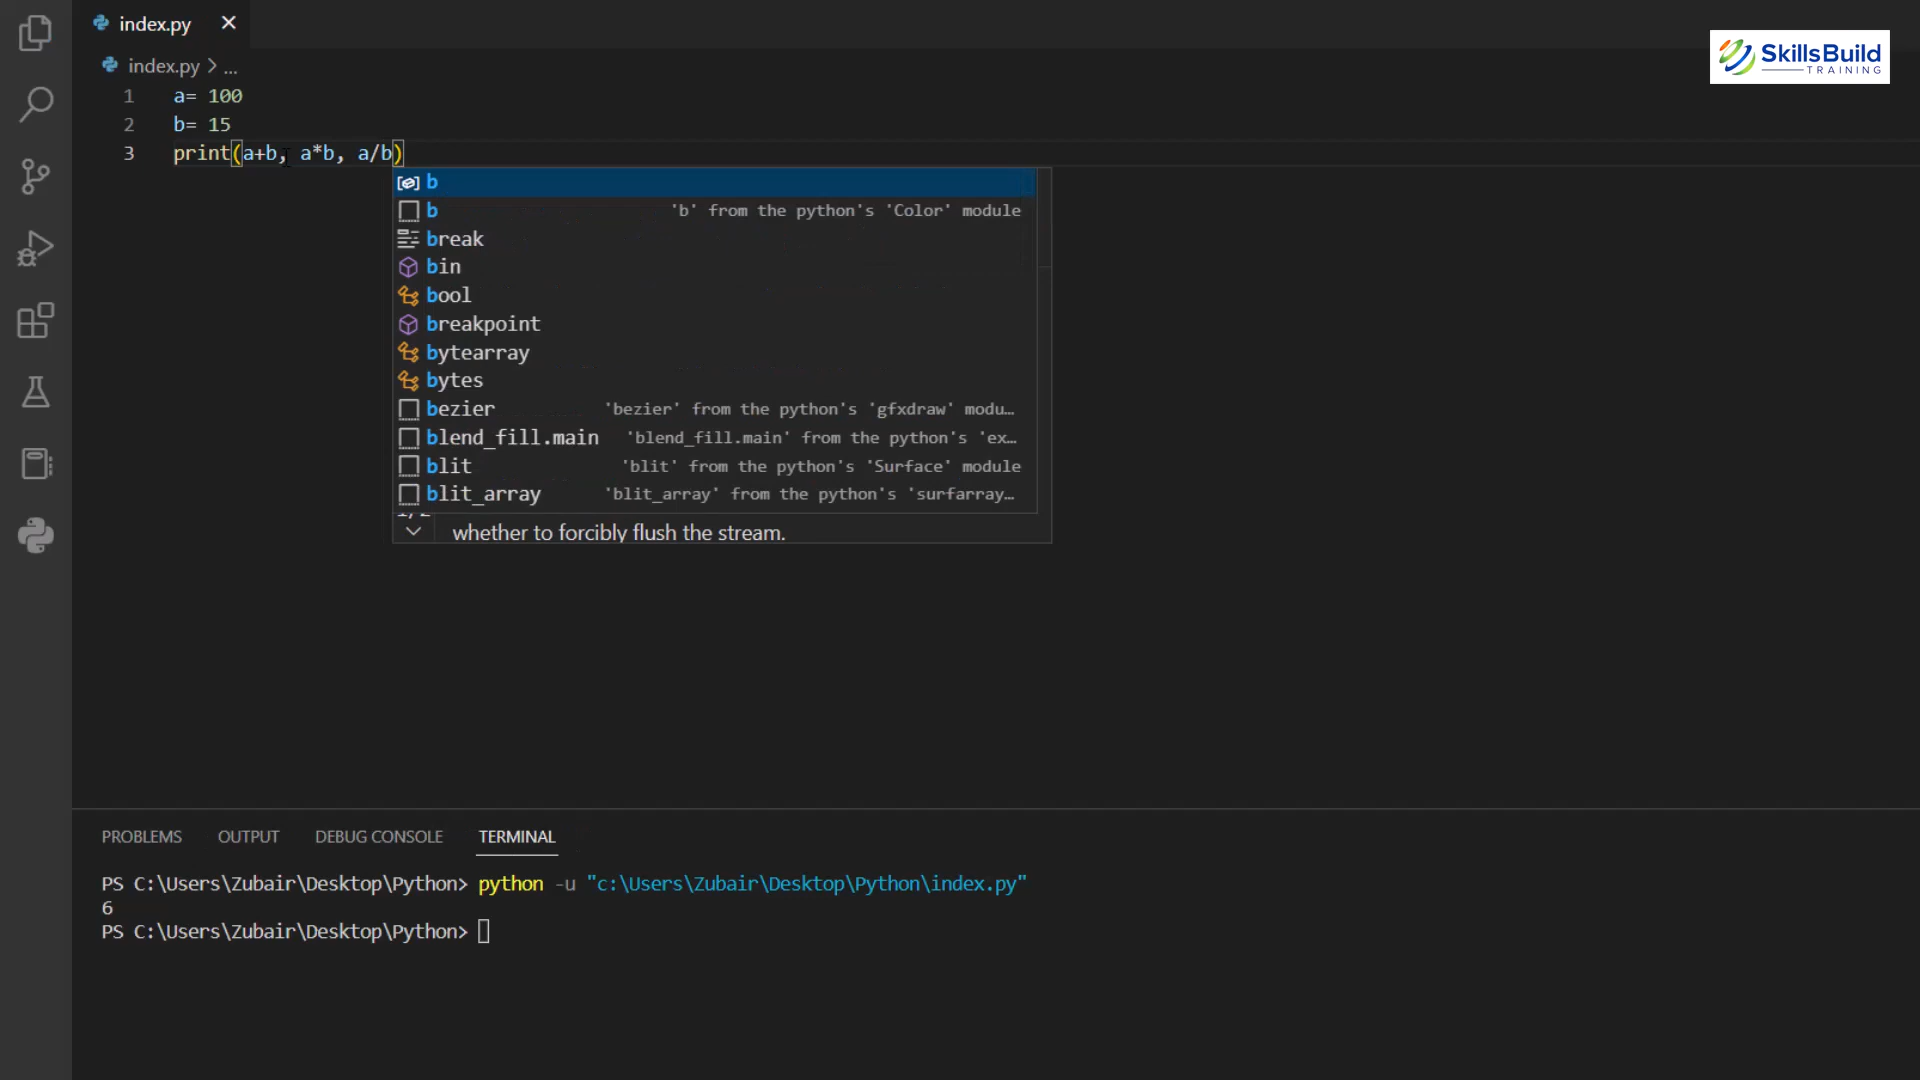 index.py
SkillsBuild
TRAINING
index.py > ...
1 a= 100
2 b= 15
3 print(a+b, a*b, a/b)
b
b 'b' from the python's 'Color' module
break
bin
bool
breakpoint
bytearray
bytes
bezier 'bezier' from the python's 'gfxdraw' modu…
blend_fill.main 'blend_fill.main' from the python's 'ex…
blit 'blit' from the python's 'Surface' module
blit_array 'blit_array' from the python's 'surfarray…
whether to forcibly flush the stream.
PROBLEMS OUTPUT DEBUG CONSOLE TERMINAL
PS C:\Users\Zubair\Desktop\Python> python -u "c:\Users\Zubair\Desktop\Python\index.py"
6
PS C:\Users\Zubair\Desktop\Python>